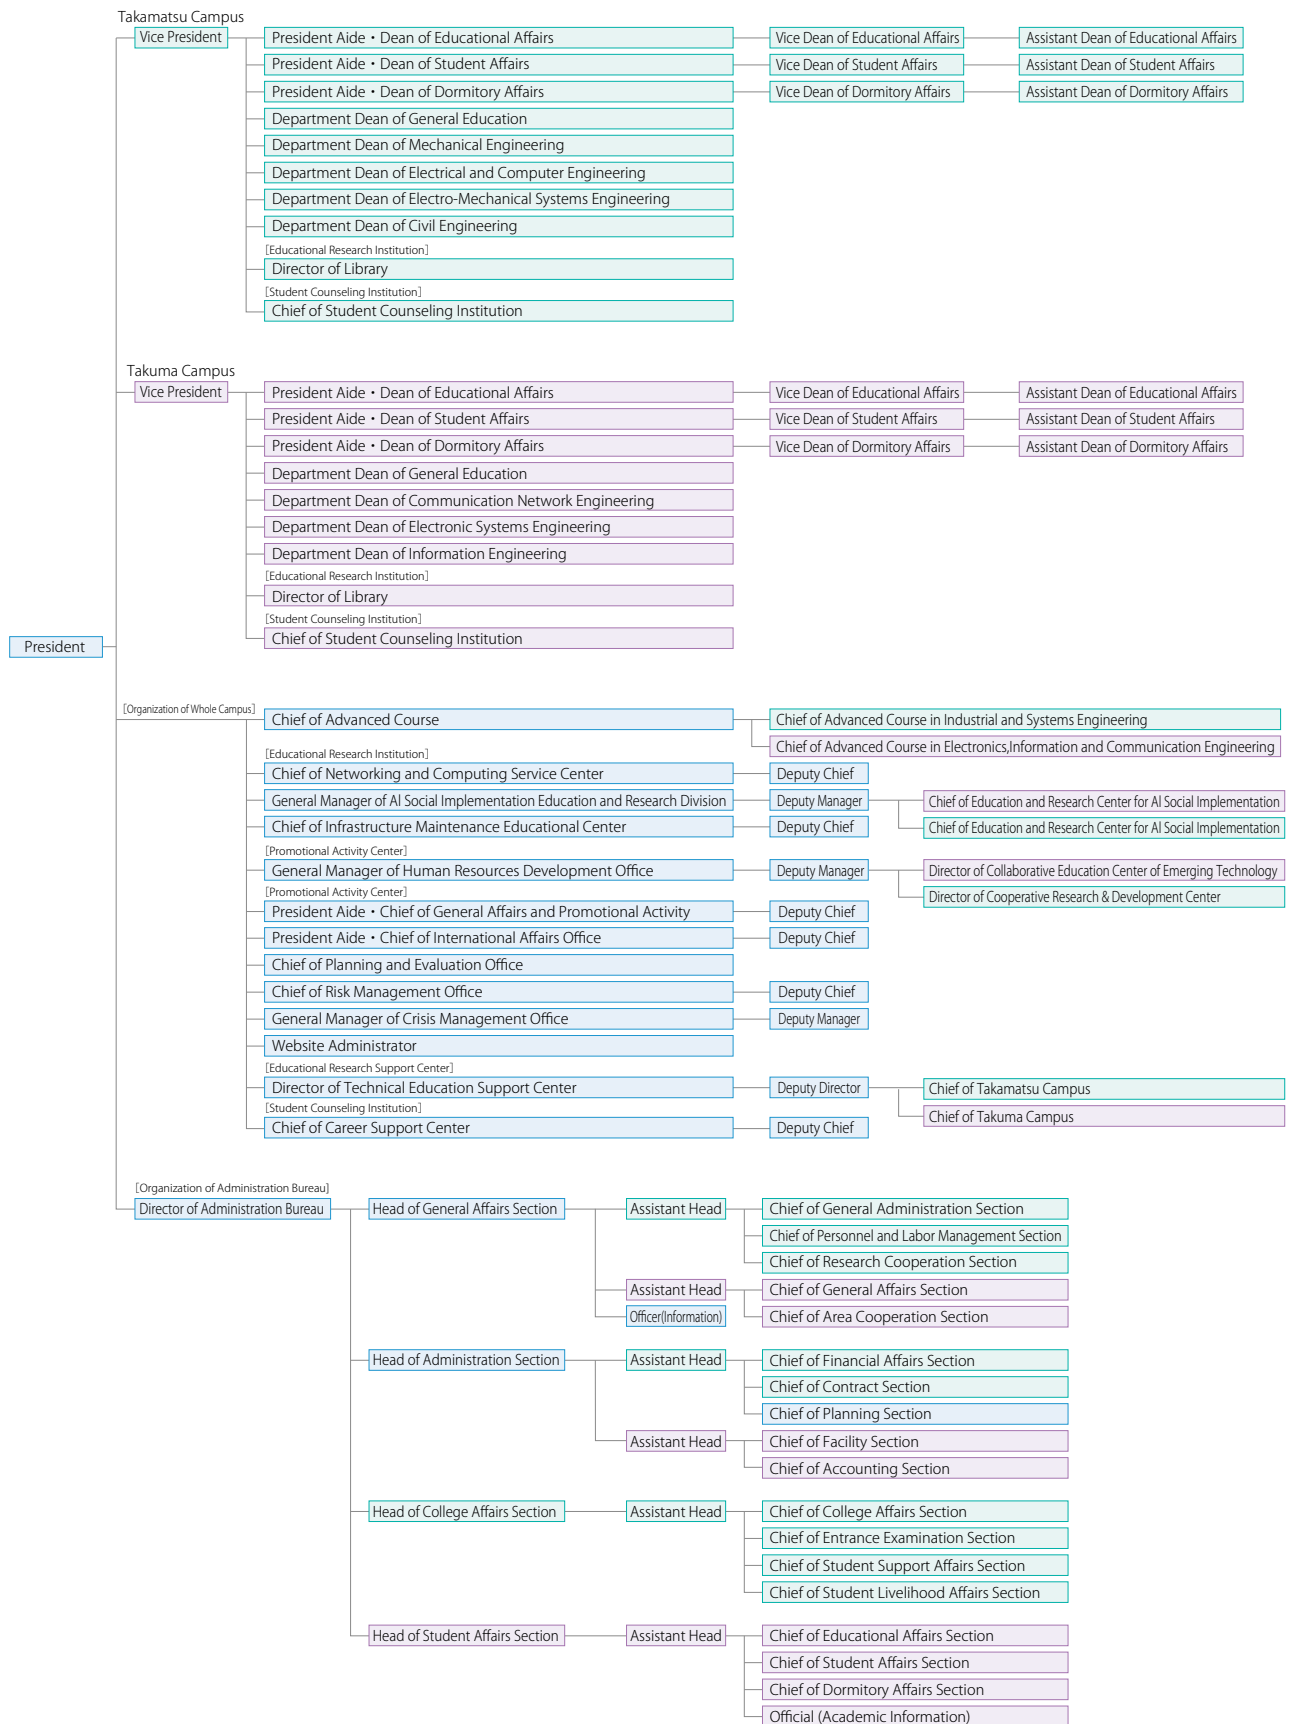 Takamatsu Campus
Vice President
President Aide・Dean of Educational Affairs
Vice Dean of Educational Affairs
Assistant Dean of Educational Affairs
President Aide・Dean of Student Affairs
Vice Dean of Student Affairs
Assistant Dean of Student Affairs
President Aide・Dean of Dormitory Affairs
Vice Dean of Dormitory Affairs
Assistant Dean of Dormitory Affairs
Department Dean of General Education
Department Dean of Mechanical Engineering
Department Dean of Electrical and Computer Engineering
Department Dean of Electro-Mechanical Systems Engineering
Department Dean of Civil Engineering
［Educational Research Institution］
Director of Library
［Student Counseling Institution］
Chief of Student Counseling Institution
Takuma Campus
Vice President
President Aide・Dean of Educational Affairs
Vice Dean of Educational Affairs
Assistant Dean of Educational Affairs
President Aide・Dean of Student Affairs
Vice Dean of Student Affairs
Assistant Dean of Student Affairs
President Aide・Dean of Dormitory Affairs
Vice Dean of Dormitory Affairs
Assistant Dean of Dormitory Affairs
Department Dean of General Education
Department Dean of Communication Network Engineering
Department Dean of Electronic Systems Engineering
Department Dean of Information Engineering
［Educational Research Institution］
Director of Library
［Student Counseling Institution］
Chief of Student Counseling Institution
President
［Organization of Whole Campus］
Chief of Advanced Course
Chief of Advanced Course in Industrial and Systems Engineering
Chief of Advanced Course in Electronics,Information and Communication Engineering
［Educational Research Institution］
Chief of Networking and Computing Service Center
Deputy Chief
General Manager of AI Social Implementation Education and Research Division
Deputy Manager
Chief of Education and Research Center for AI Social Implementation
Chief of Infrastructure Maintenance Educational Center
Deputy Chief
Chief of Education and Research Center for AI Social Implementation
［Promotional Activity Center］
General Manager of Human Resources Development Office
Deputy Manager
Director of Collaborative Education Center of Emerging Technology
［Promotional Activity Center］
Director of Cooperative Research & Development Center
President Aide・Chief of General Affairs and Promotional Activity
Deputy Chief
President Aide・Chief of International Affairs Office
Deputy Chief
Chief of Planning and Evaluation Office
Chief of Risk Management Office
Deputy Chief
General Manager of Crisis Management Office
Deputy Manager
Website Administrator
［Educational Research Support Center］
Director of Technical Education Support Center
Deputy Director
Chief of Takamatsu Campus
［Student Counseling Institution］
Chief of Takuma Campus
Chief of Career Support Center
Deputy Chief
［Organization of Administration Bureau］
Director of Administration Bureau
Head of General Affairs Section
Assistant Head
Chief of General Administration Section
Chief of Personnel and Labor Management Section
Chief of Research Cooperation Section
Assistant Head
Chief of General Affairs Section
Officer(Information)
Chief of Area Cooperation Section
Head of Administration Section
Assistant Head
Chief of Financial Affairs Section
Chief of Contract Section
Chief of Planning Section
Assistant Head
Chief of Facility Section
Chief of Accounting Section
Head of College Affairs Section
Assistant Head
Chief of College Affairs Section
Chief of Entrance Examination Section
Chief of Student Support Affairs Section
Chief of Student Livelihood Affairs Section
Head of Student Affairs Section
Assistant Head
Chief of Educational Affairs Section
Chief of Student Affairs Section
Chief of Dormitory Affairs Section
Official (Academic Information)